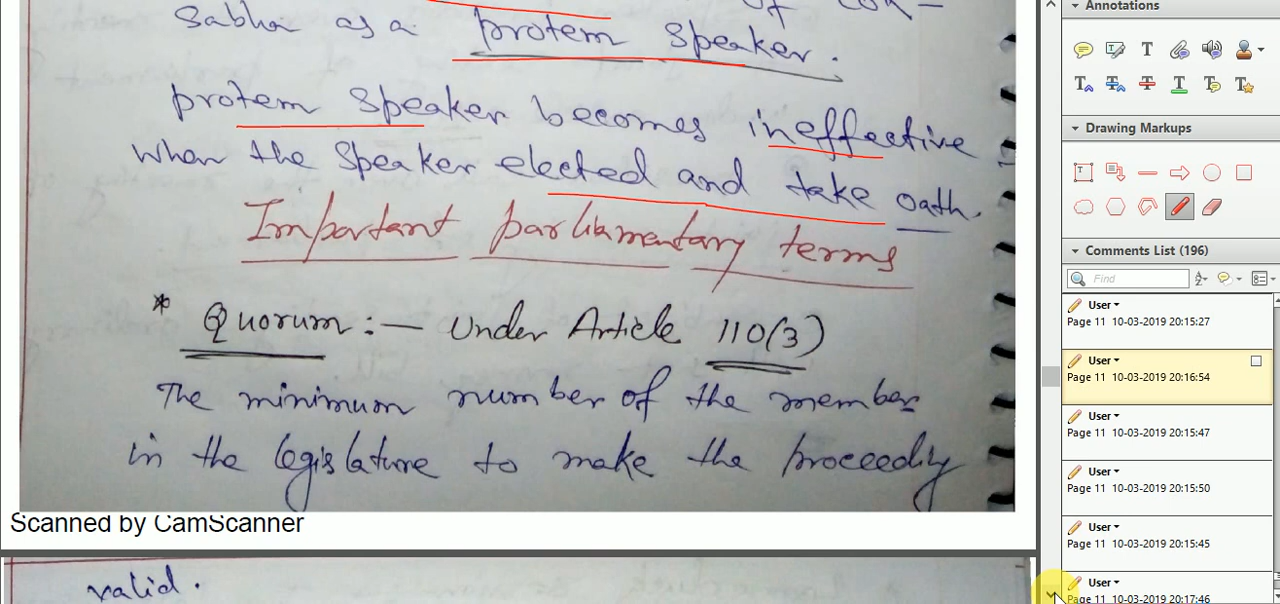 Sabha as a protem speaker.
protem speaker becomes ineffective
when the speaker elected and take oath.
Important parliamentary terms
* Quorum :— Under Article 110(3)
The minimum number of the member
in the legislature to make the proceeding
Scanned by CamScanner
valid.
Annotations
Drawing Markups
Comments List (196)
Find
User
Page 11 10-03-2019 20:15:27
User
Page 11 10-03-2019 20:16:54
User
Page 11 10-03-2019 20:15:47
User
Page 11 10-03-2019 20:15:50
User
Page 11 10-03-2019 20:15:45
User
Page 11 10-03-2019 20:17:46